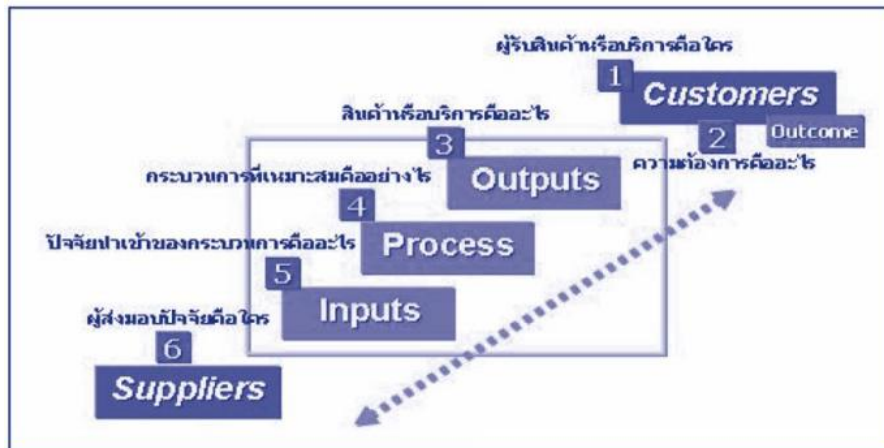 ผู้รับสินค้าหรือบริการคือใคร
1
Customers
Outcome
2
ความต้องการคืออะไร
สินค้าหรือบริการคืออะไร
3
Outputs
กระบวนการที่เหมาะสมคืออย่างไร
4
Process
ปัจจัยนำเข้าของกระบวนการคืออะไร
5
Inputs
ผู้ส่งมอบปัจจัยคือใคร
6
Suppliers